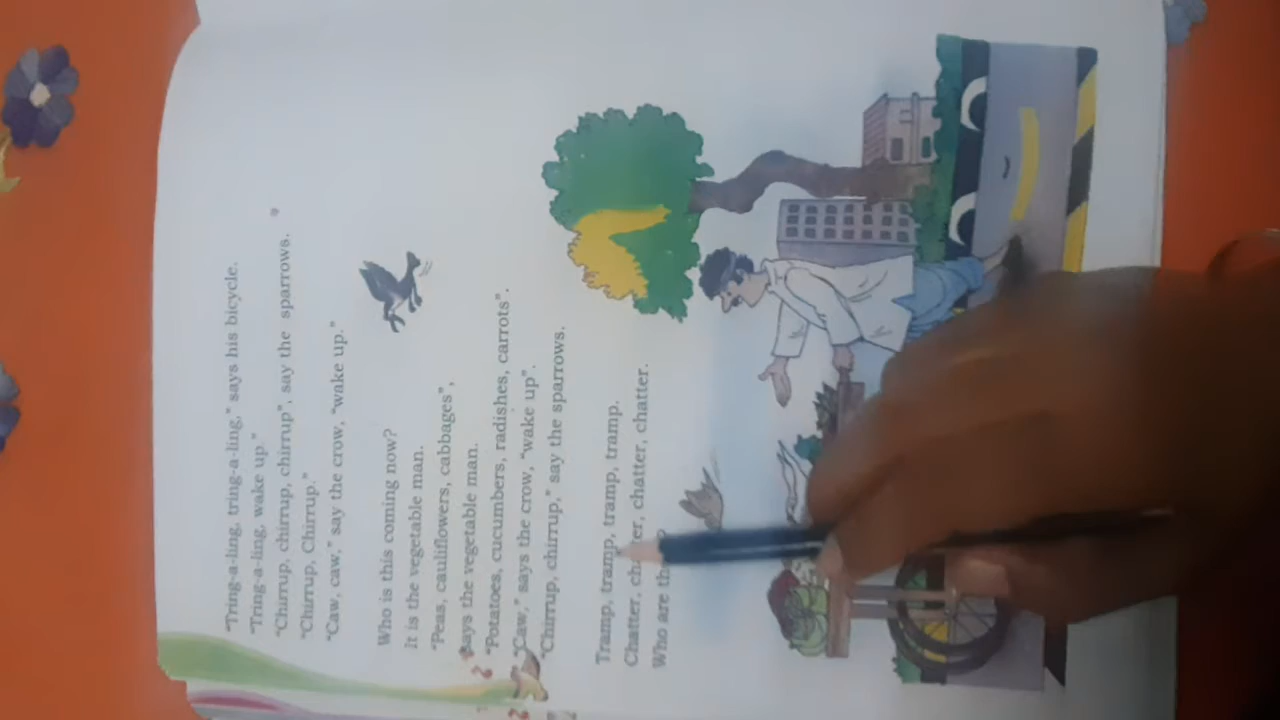 "Tring-a-ling, tring-a-ling," says his bicycle.
"Tring-a-ling, wake up."
"Chirrup, chirrup, chirrup", say the sparrows.
"Chirrup, Chirrup."
"Caw, caw," say the crow, "wake up."
Who is this coming now?
It is the vegetable man.
"Peas, cauliflowers, cabbages",
says the vegetable man.
"Potatoes, cucumbers, radishes, carrots".
"Caw," says the crow, "wake up".
"Chirrup, chirrup," say the sparrows.
Tramp, tramp, tramp, tramp.
Chatter, chatter, chatter, chatter.
Who are